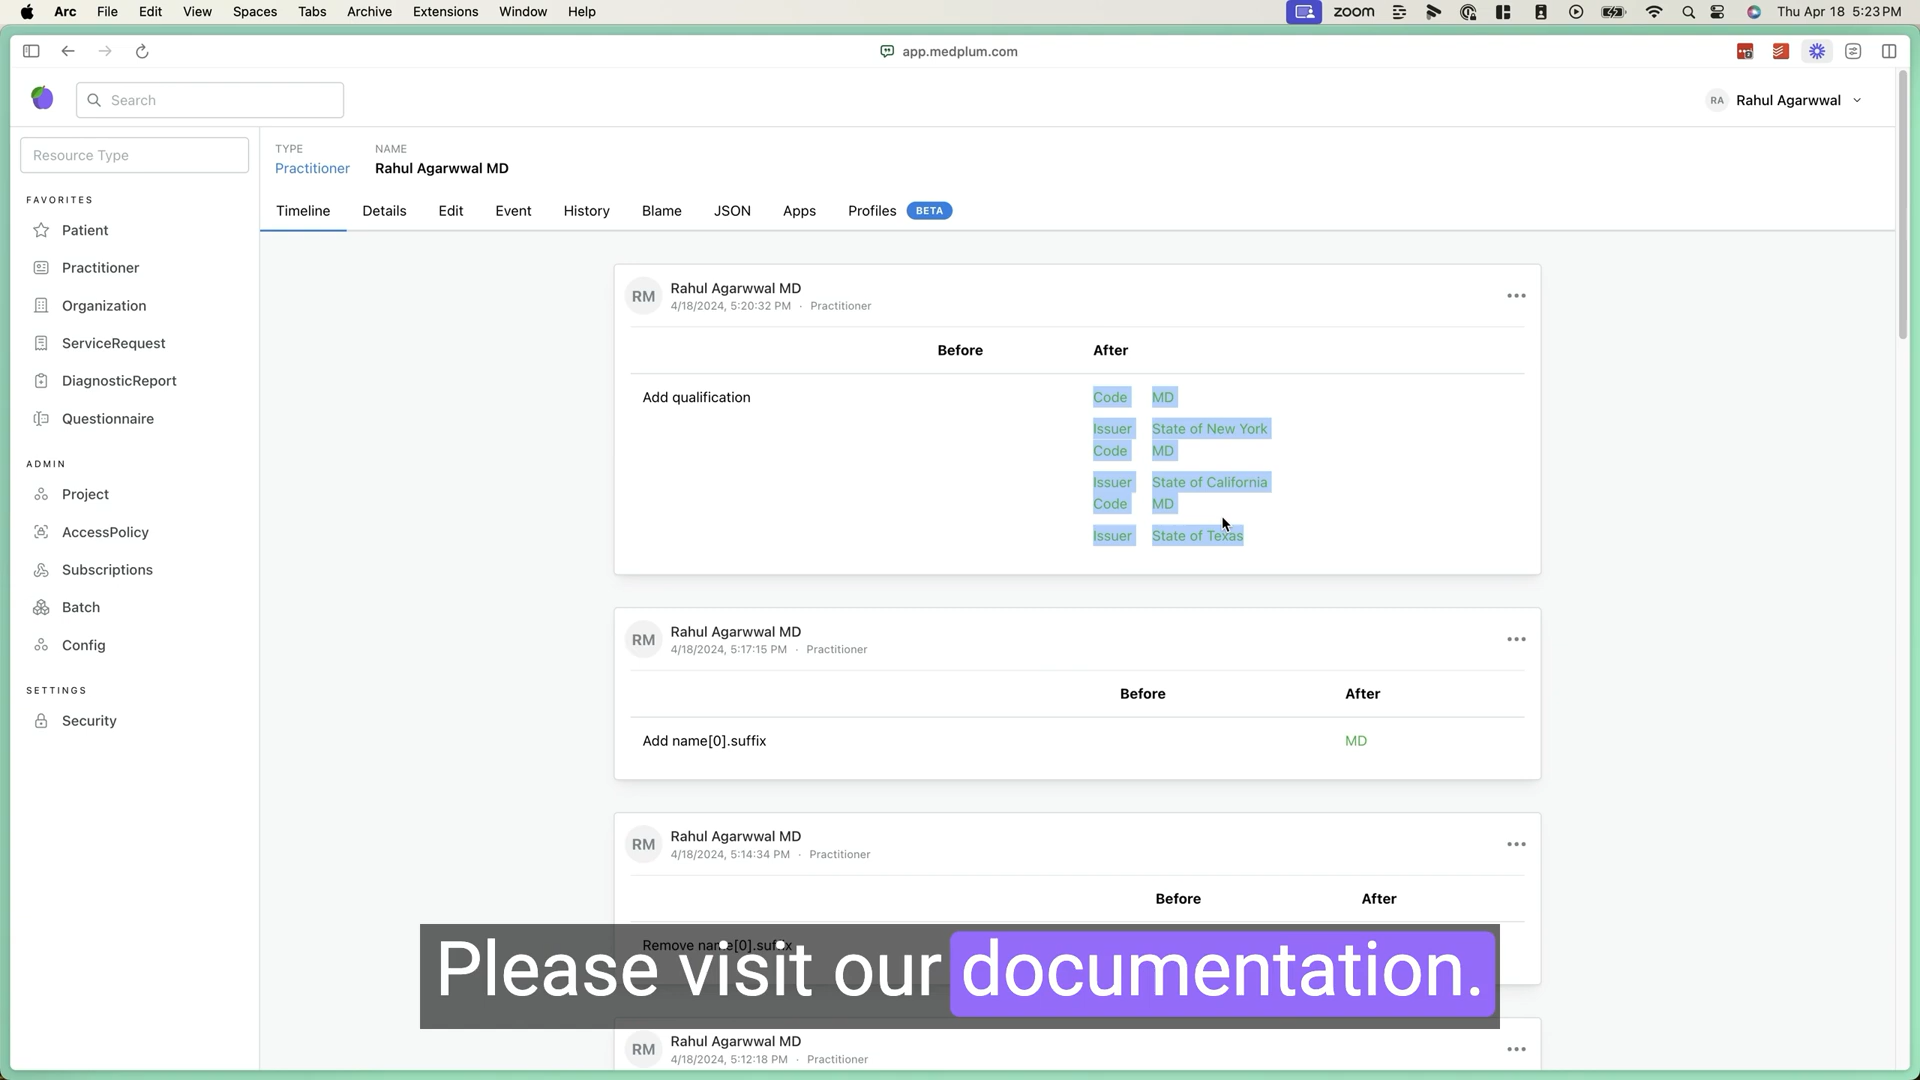 Arc File Edit View Spaces Tabs Archive Extensions Window Help zoom Thu Apr 18 5:23 PM
app.medplum.com
Search
RA Rahul Agarwwal
Resource Type
FAVORITES
Patient
Practitioner
Organization
ServiceRequest
DiagnosticReport
Questionnaire
ADMIN
Project
AccessPolicy
Subscriptions
Batch
Config
SETTINGS
Security
TYPE NAME
Practitioner Rahul Agarwwal MD
Timeline Details Edit Event History Blame JSON Apps Profiles BETA
RM Rahul Agarwwal MD
4/18/2024, 5:20:32 PM · Practitioner
Before After
Add qualification Code MD
Issuer State of New York
Code MD
Issuer State of California
Code MD
Issuer State of Texas
RM Rahul Agarwwal MD
4/18/2024, 5:17:15 PM · Practitioner
Before After
Add name[0].suffix MD
RM Rahul Agarwwal MD
4/18/2024, 5:14:34 PM · Practitioner
Before After
Remove name[0].suffix
Please visit our documentation.
RM Rahul Agarwwal MD
4/18/2024, 5:12:18 PM · Practitioner